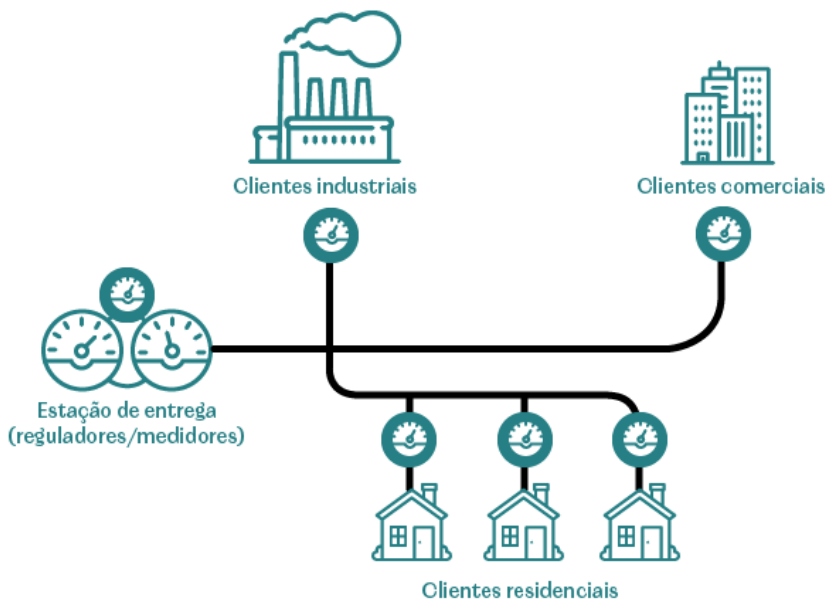 Clientes industriais
Clientes comerciais
Estação de entrega
(reguladores/medidores)
Clientes residenciais